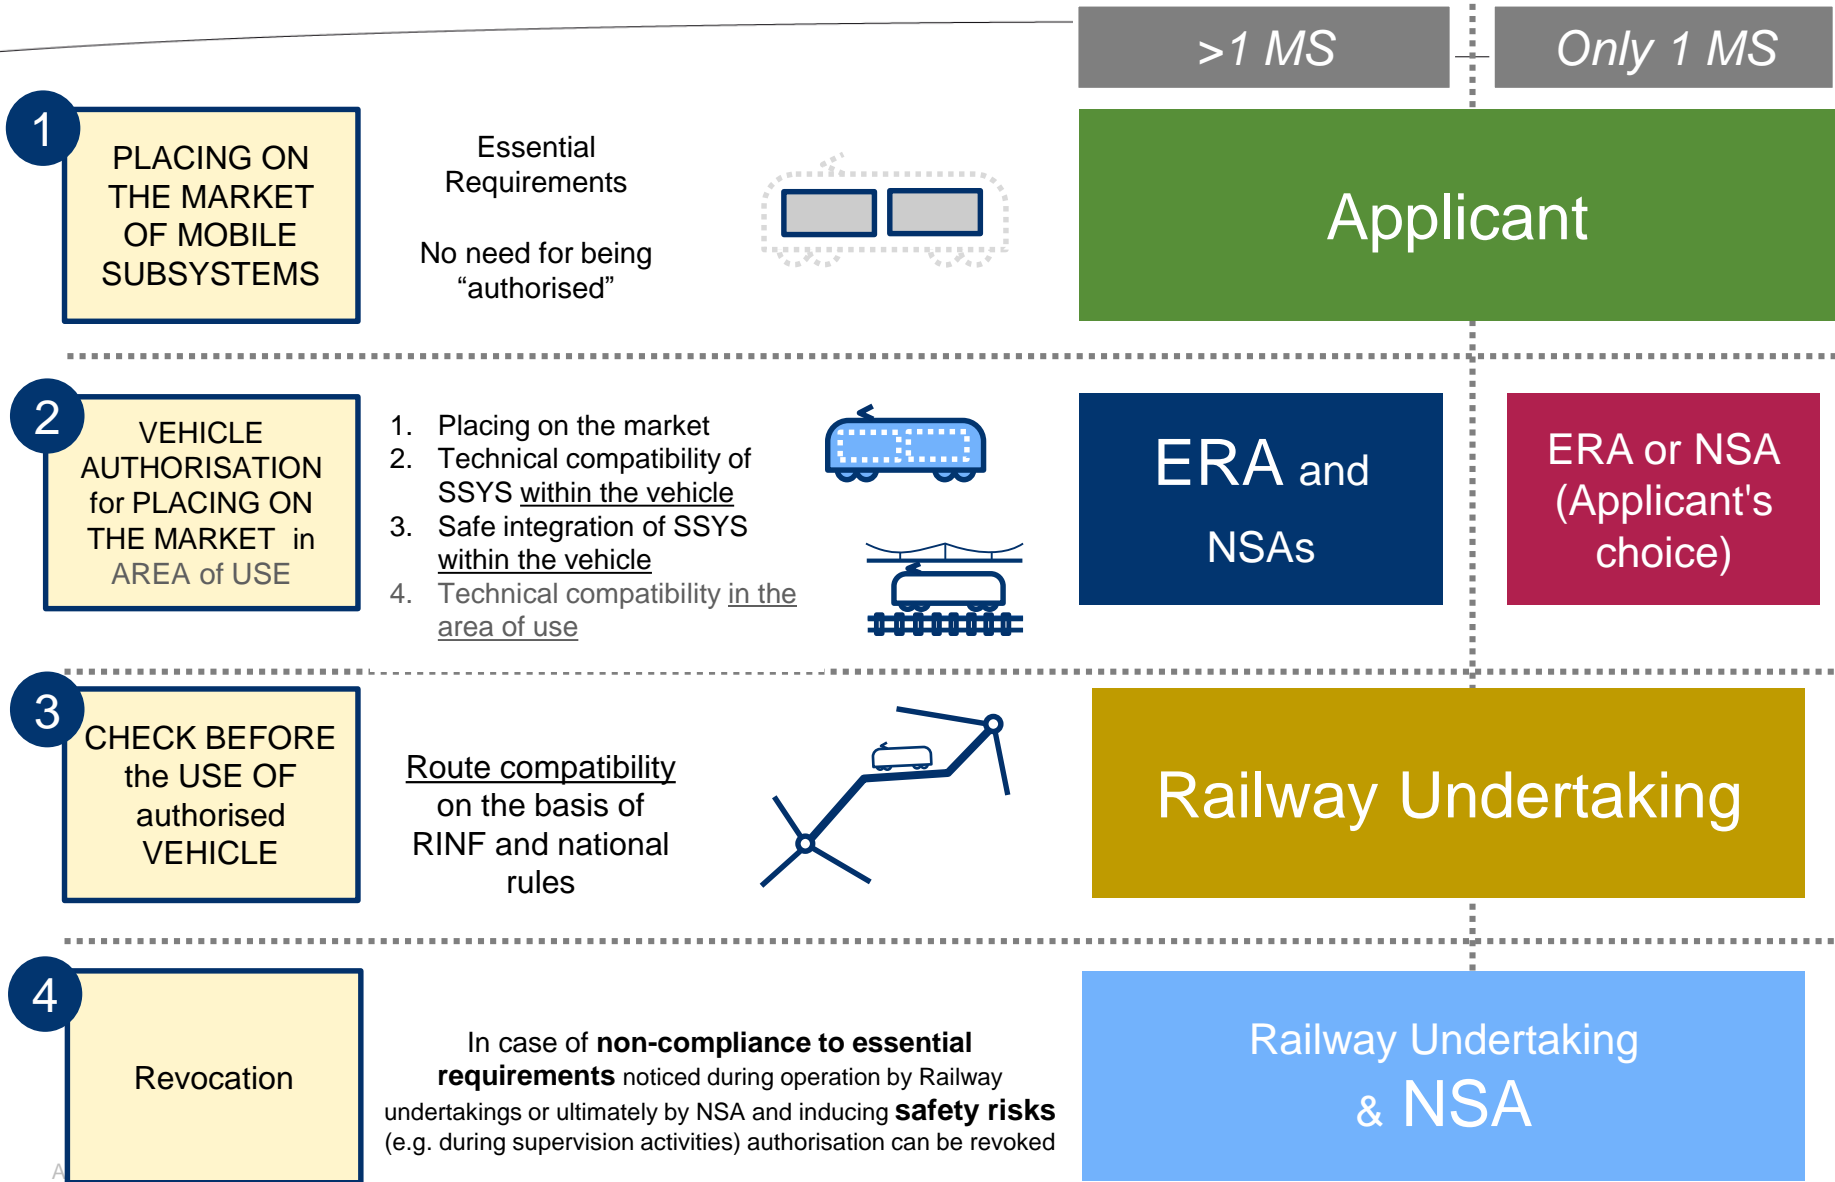 >1 MS
Only 1 MS
1
PLACING ON
THE MARKET
OF MOBILE
SUBSYSTEMS
Essential
Requirements
No need for being
“authorised”
Applicant
2
VEHICLE
AUTHORISATION
for PLACING ON
THE MARKET in
AREA of USE
1. Placing on the market
2. Technical compatibility of
SSYS within the vehicle
3. Safe integration of SSYS
within the vehicle
4. Technical compatibility in the
area of use
ERA and
NSAs
ERA or NSA
(Applicant's
choice)
3
CHECK BEFORE
the USE OF
authorised
VEHICLE
Route compatibility
on the basis of
RINF and national
rules
Railway Undertaking
4
Revocation
In case of non-compliance to essential
requirements noticed during operation by Railway
undertakings or ultimately by NSA and inducing safety risks
(e.g. during supervision activities) authorisation can be revoked
Railway Undertaking
& NSA